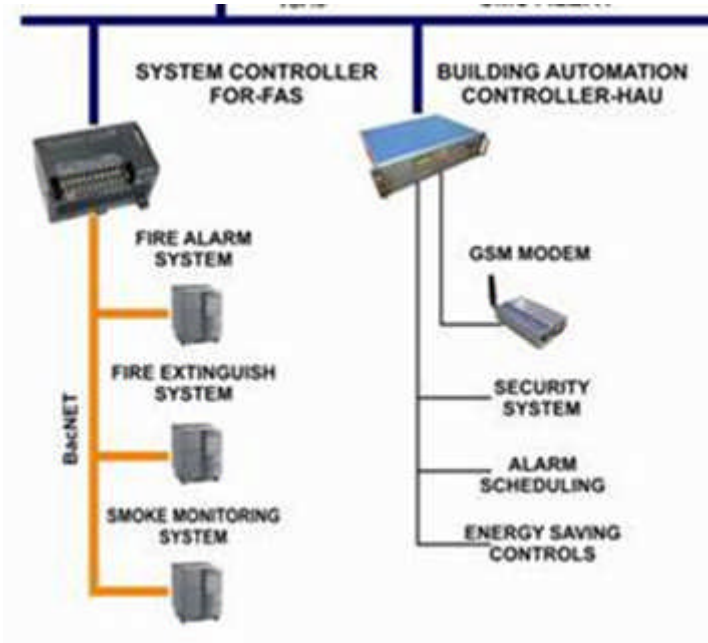 SYSTEM CONTROLLER
FOR-FAS
BUILDING AUTOMATION
CONTROLLER-HAU
FIRE ALARM
SYSTEM
GSM MODEM
FIRE EXTINGUISH
SYSTEM
BacNET
SECURITY
SYSTEM
ALARM
SCHEDULING
SMOKE MONITORING
SYSTEM
ENERGY SAVING
CONTROLS